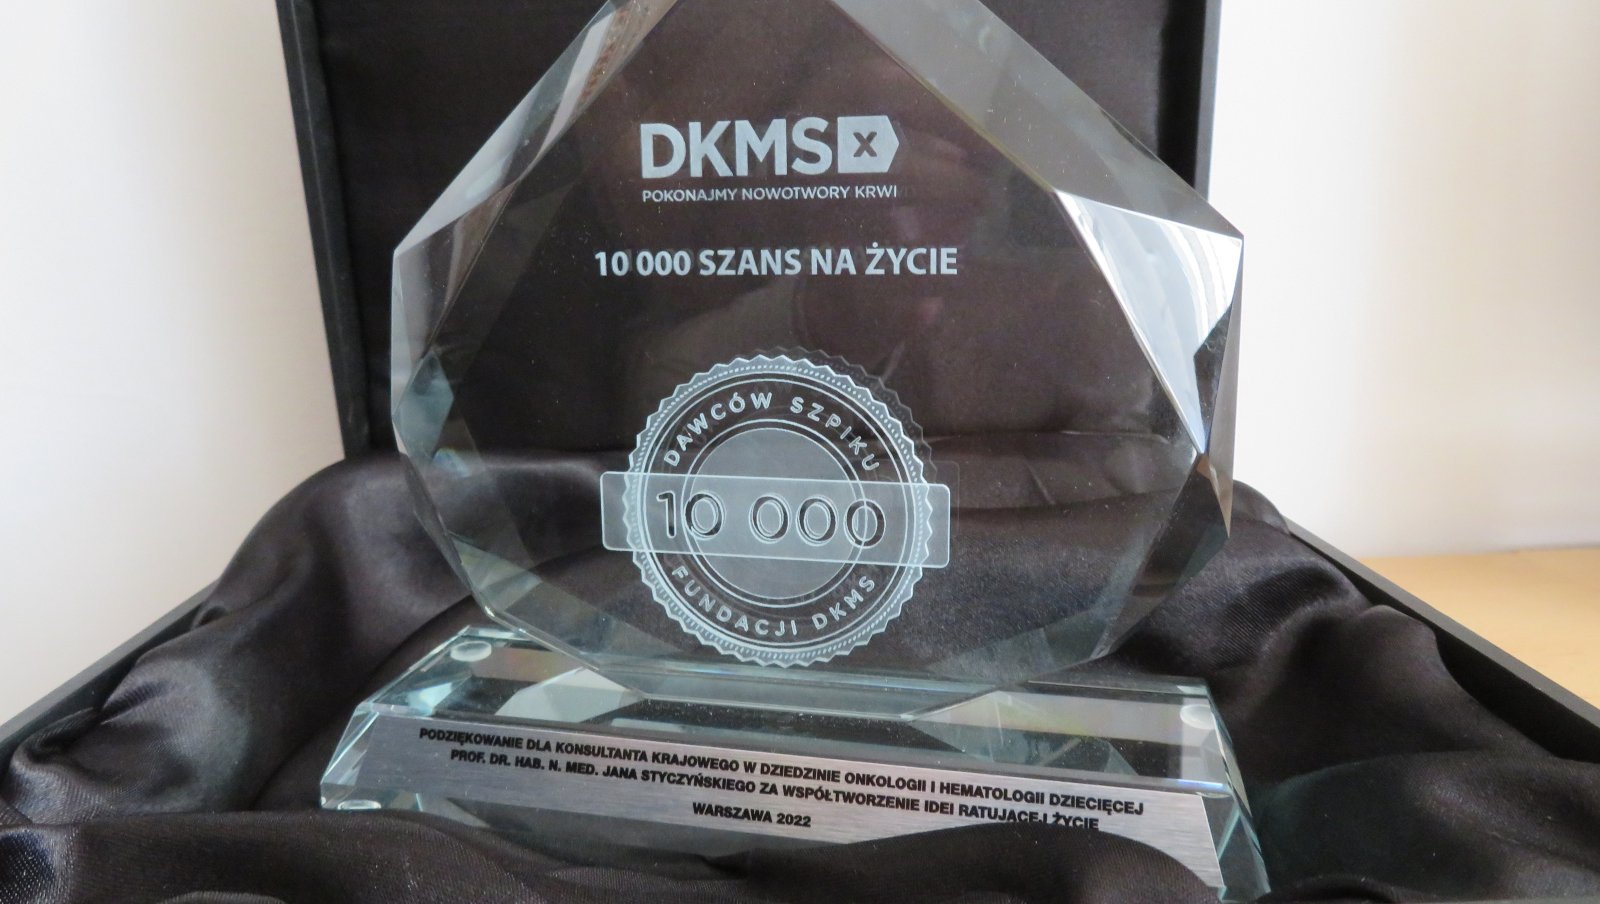 DKMS x
POKONAJMY NOWOTWORY KRWI
10 000 SZANS NA ŻYCIE
DAWCÓW SZPIKU
10 000
FUNDACJI DKMS
PODZIĘKOWANIE DLA KONSULTANTA KRAJOWEGO W DZIEDZINIE ONKOLOGII I HEMATOLOGII DZIECIĘCEJ
PROF. DR. HAB. N. MED. JANA STYCZYŃSKIEGO ZA WSPÓŁTWORZENIE IDEI RATUJĄCEJ ŻYCIE
WARSZAWA 2022